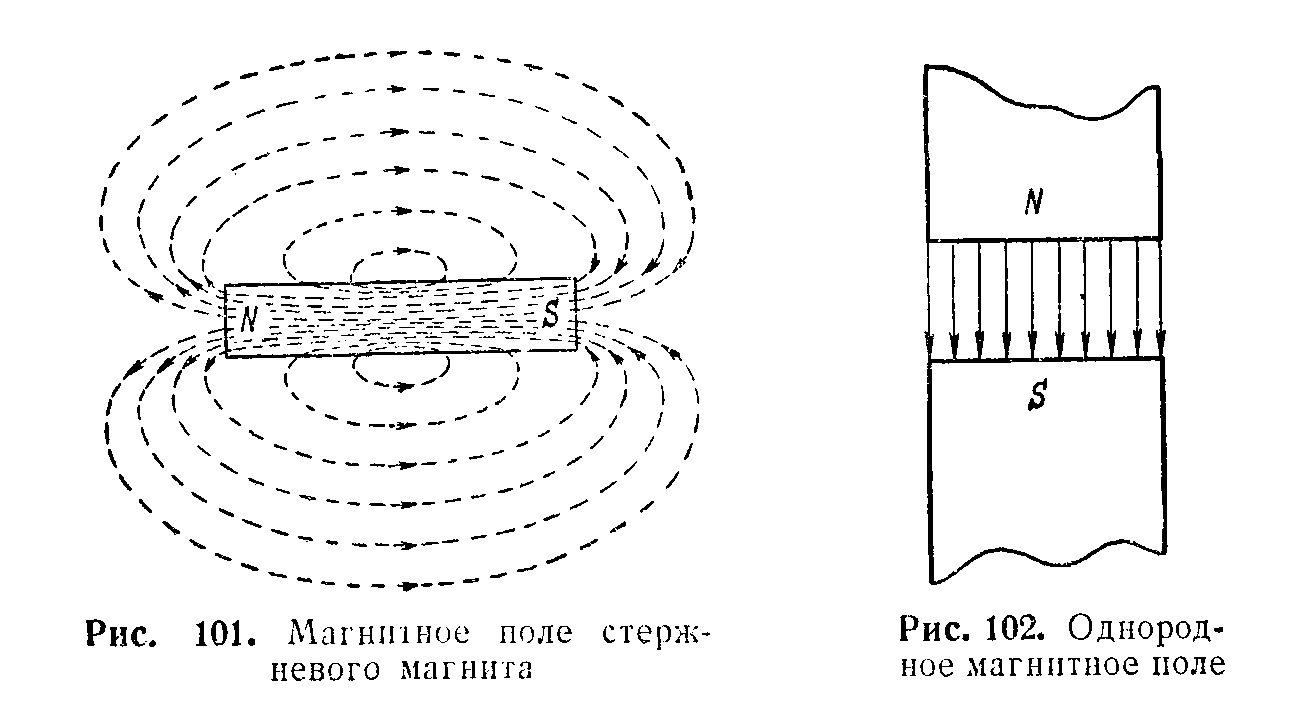 N
S
Рис. 101. Магнитное поле стерж-
невого магнита
N
S
Рис. 102. Однород-
ное магнитное поле